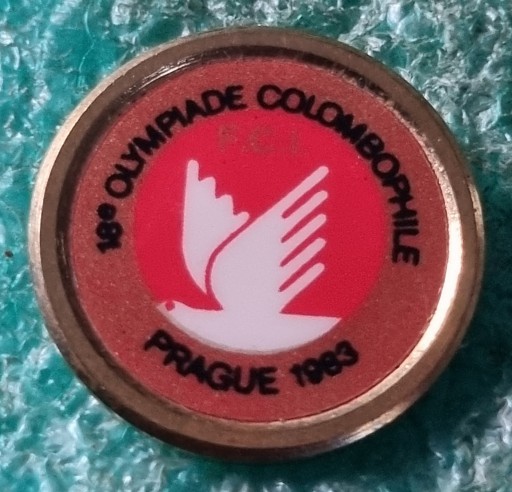 18e OLYMPIADE COLOMBOPHILE
F.C.I.
PRAGUE 1983